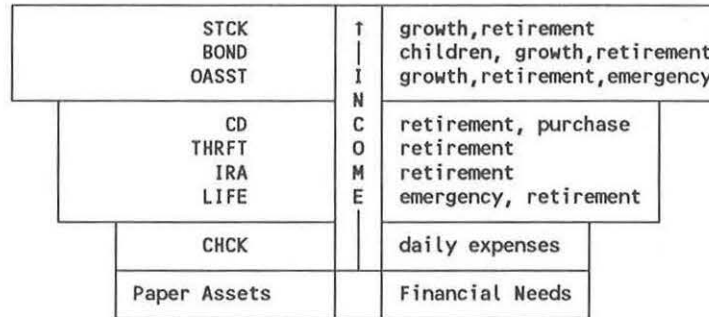 STCK ↑ growth,retirement
BOND | children, growth,retirement
OASST I growth,retirement,emergency
N
CD C retirement, purchase
THRFT O retirement
IRA M retirement
LIFE E emergency, retirement
CHCK daily expenses
Paper Assets Financial Needs